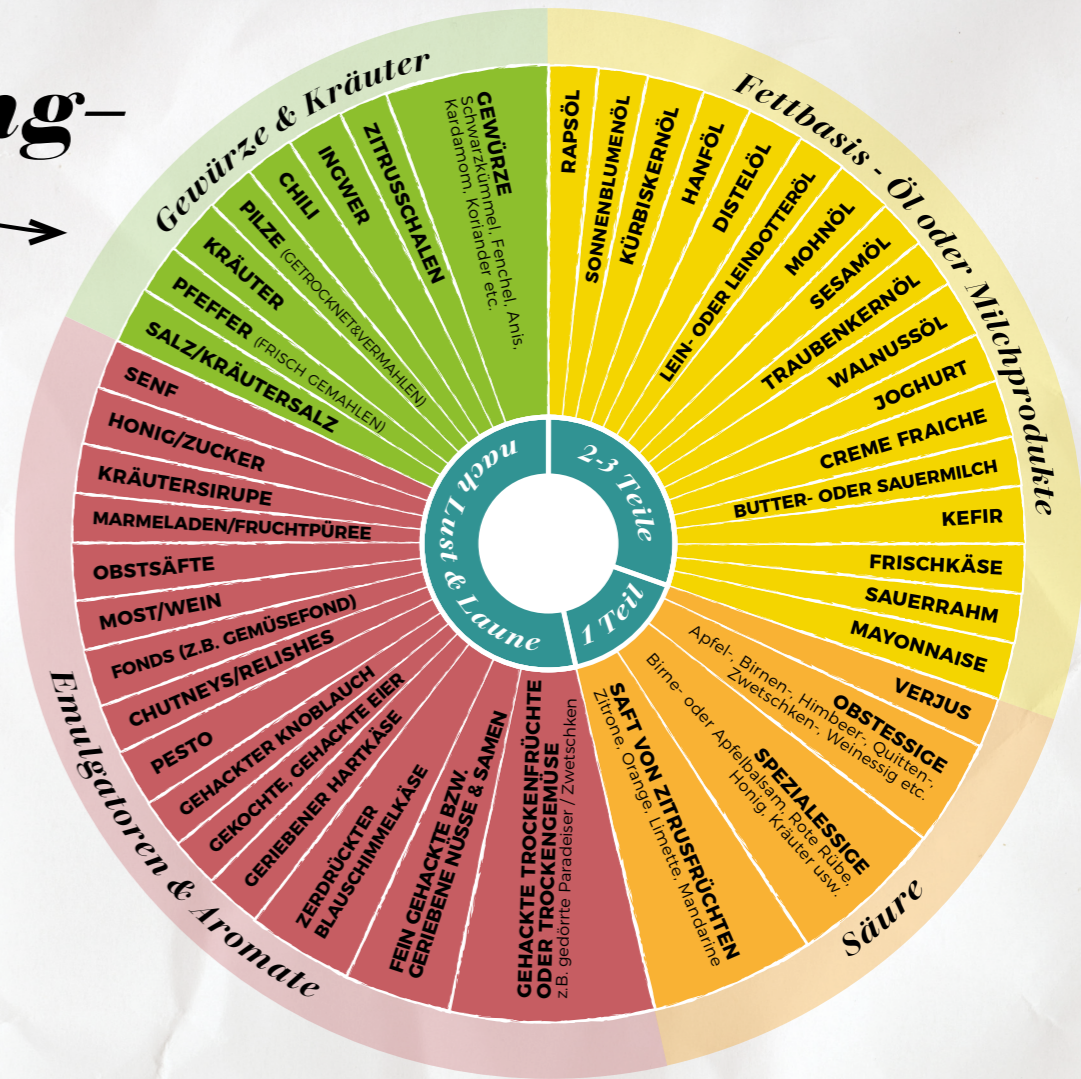 ng–
Gewürze & Kräuter
GEWÜRZE
Schwarzkümmel, Fenchel, Anis,
Kardamom, Koriander etc.
ZITRUSSCHALEN
INGWER
CHILI
PILZE (GETROCKNET&VERMAHLEN)
KRÄUTER
PFEFFER (FRISCH GEMAHLEN)
SALZ/KRÄUTERSALZ
Fettbasis - Öl oder Milchprodukte
RAPSÖL
SONNENBLUMENÖL
KÜRBISKERNÖL
HANFÖL
DISTELÖL
LEIN- ODER LEINDOTTERÖL
MOHNÖL
SESAMÖL
TRAUBENKERNÖL
WALNUSSÖL
JOGHURT
CREME FRAICHE
BUTTER- ODER SAUERMILCH
KEFIR
FRISCHKÄSE
SAUERRAHM
MAYONNAISE
Säure
VERJUS
OBSTESSIGE
Apfel-, Birnen-, Himbeer-, Quitten-,
Zwetschken-, Weinessig etc.
SPEZIALESSIGE
Birne- oder Apfelbalsam, Rote Rübe,
Honig, Kräuter usw.
SAFT VON ZITRUSFRÜCHTEN
Zitrone, Orange, Limette, Mandarine
Emulgatoren & Aromate
GEHACKTE TROCKENFRÜCHTE
ODER TROCKENGEMÜSE
z.B. gedörrte Paradeiser / Zwetschken
FEIN GEHACKTE BZW.
GERIEBENE NÜSSE & SAMEN
ZERDRÜCKTER
BLAUSCHIMMELKÄSE
GERIEBENER HARTKÄSE
GEKOCHTE, GEHACKTE EIER
GEHACKTER KNOBLAUCH
PESTO
CHUTNEYS/RELISHES
FONDS (Z.B. GEMÜSEFOND)
MOST/WEIN
OBSTSÄFTE
MARMELADEN/FRUCHTPÜREE
KRÄUTERSIRUPE
HONIG/ZUCKER
SENF
2-3 Teile
1 Teil
nach Lust & Laune